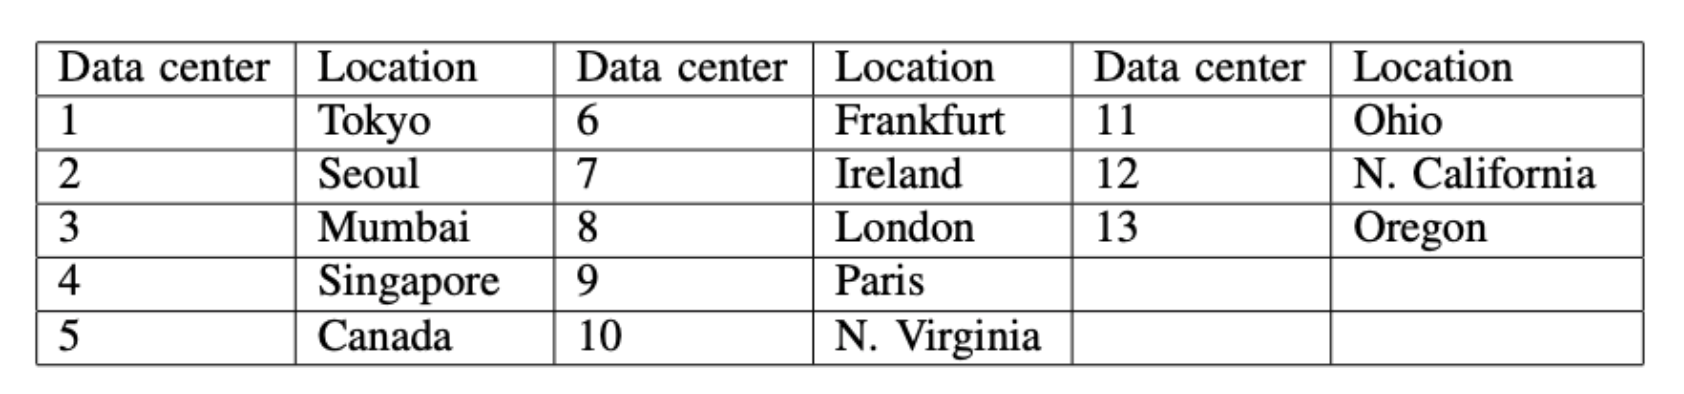 Data center Location Data center Location Data center Location
1 Tokyo 6 Frankfurt 11 Ohio
2 Seoul 7 Ireland 12 N. California
3 Mumbai 8 London 13 Oregon
4 Singapore 9 Paris
5 Canada 10 N. Virginia